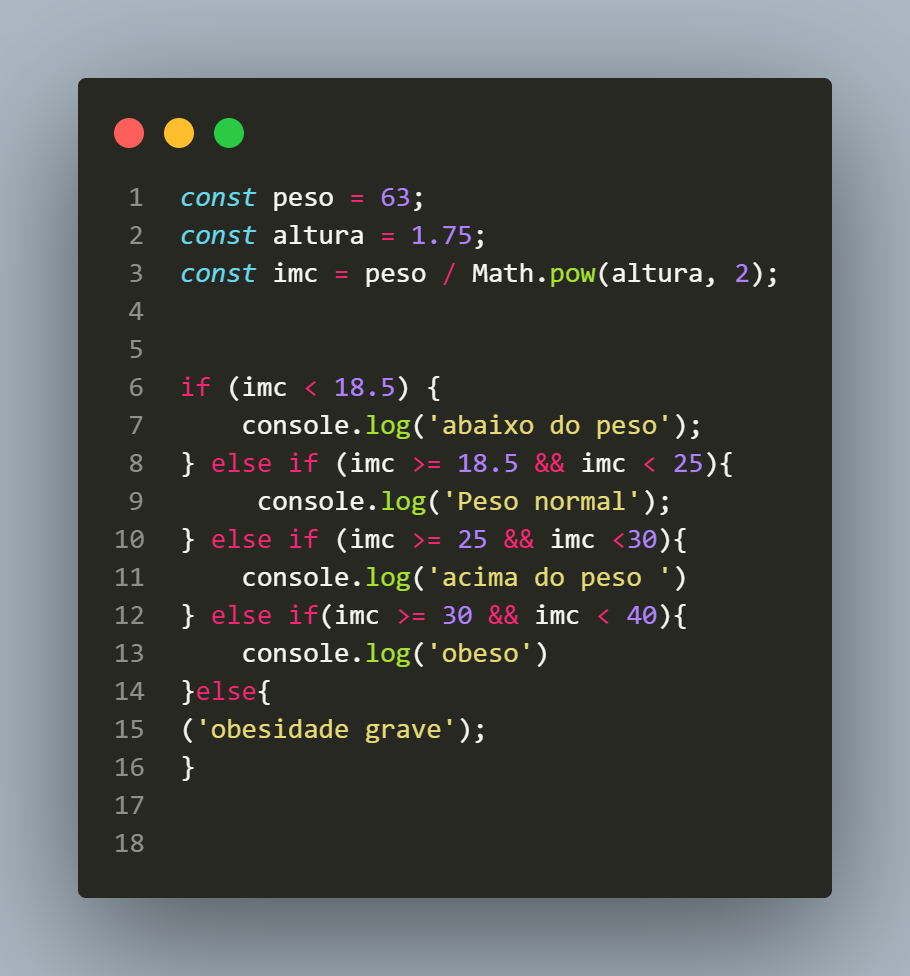 1 const peso = 63;
2 const altura = 1.75;
3 const imc = peso / Math.pow(altura, 2);
4
5
6 if (imc < 18.5) {
7     console.log('abaixo do peso');
8 } else if (imc >= 18.5 && imc < 25){
9      console.log('Peso normal');
10 } else if (imc >= 25 && imc <30){
11     console.log('acima do peso ')
12 } else if(imc >= 30 && imc < 40){
13     console.log('obeso')
14 }else{
15 ('obesidade grave');
16 }
17
18